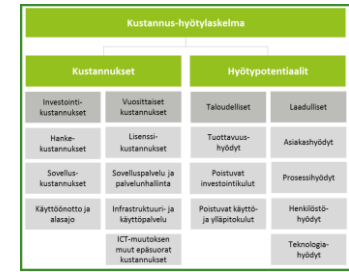 Kustannus-hyötylaskelma
Kustannukset
Hyötypotentiaalit
Investointi-
kustannukset
Vuosittaiset
kustannukset
Taloudelliset
Laadulliset
Hanke-
kustannukset
Lisenssi-
kustannukset
Tuottavuus-
hyödyt
Asiakashyödyt
Sovellus-
kustannukset
Sovelluspalvelu ja
palvelunhallinta
Poistuvat
investointikulut
Prosessihyödyt
Käyttöönotto ja
alasajo
Infrastruktuuri- ja
käyttöpalvelu
Poistuvat käyttö-
ja ylläpitokulut
Henkilöstö-
hyödyt
ICT-muutoksen
muut epäsuorat
kustannukset
Teknologia-
hyödyt